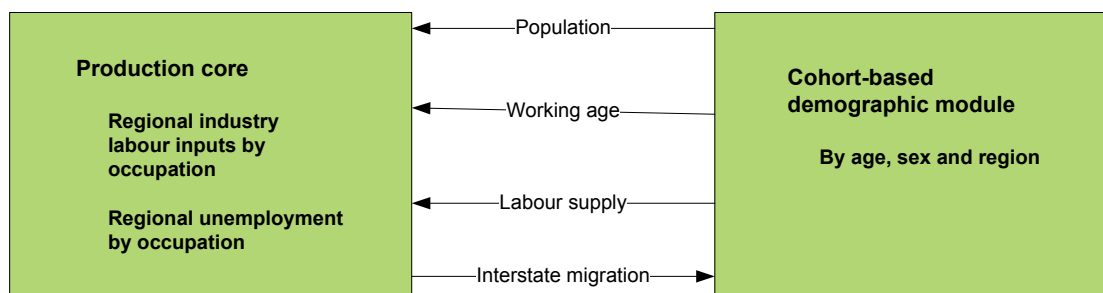 Production core
Regional industry
labour inputs by
occupation
Regional unemployment
by occupation
Population
Working age
Labour supply
Interstate migration
Cohort-based
demographic module
By age, sex and region